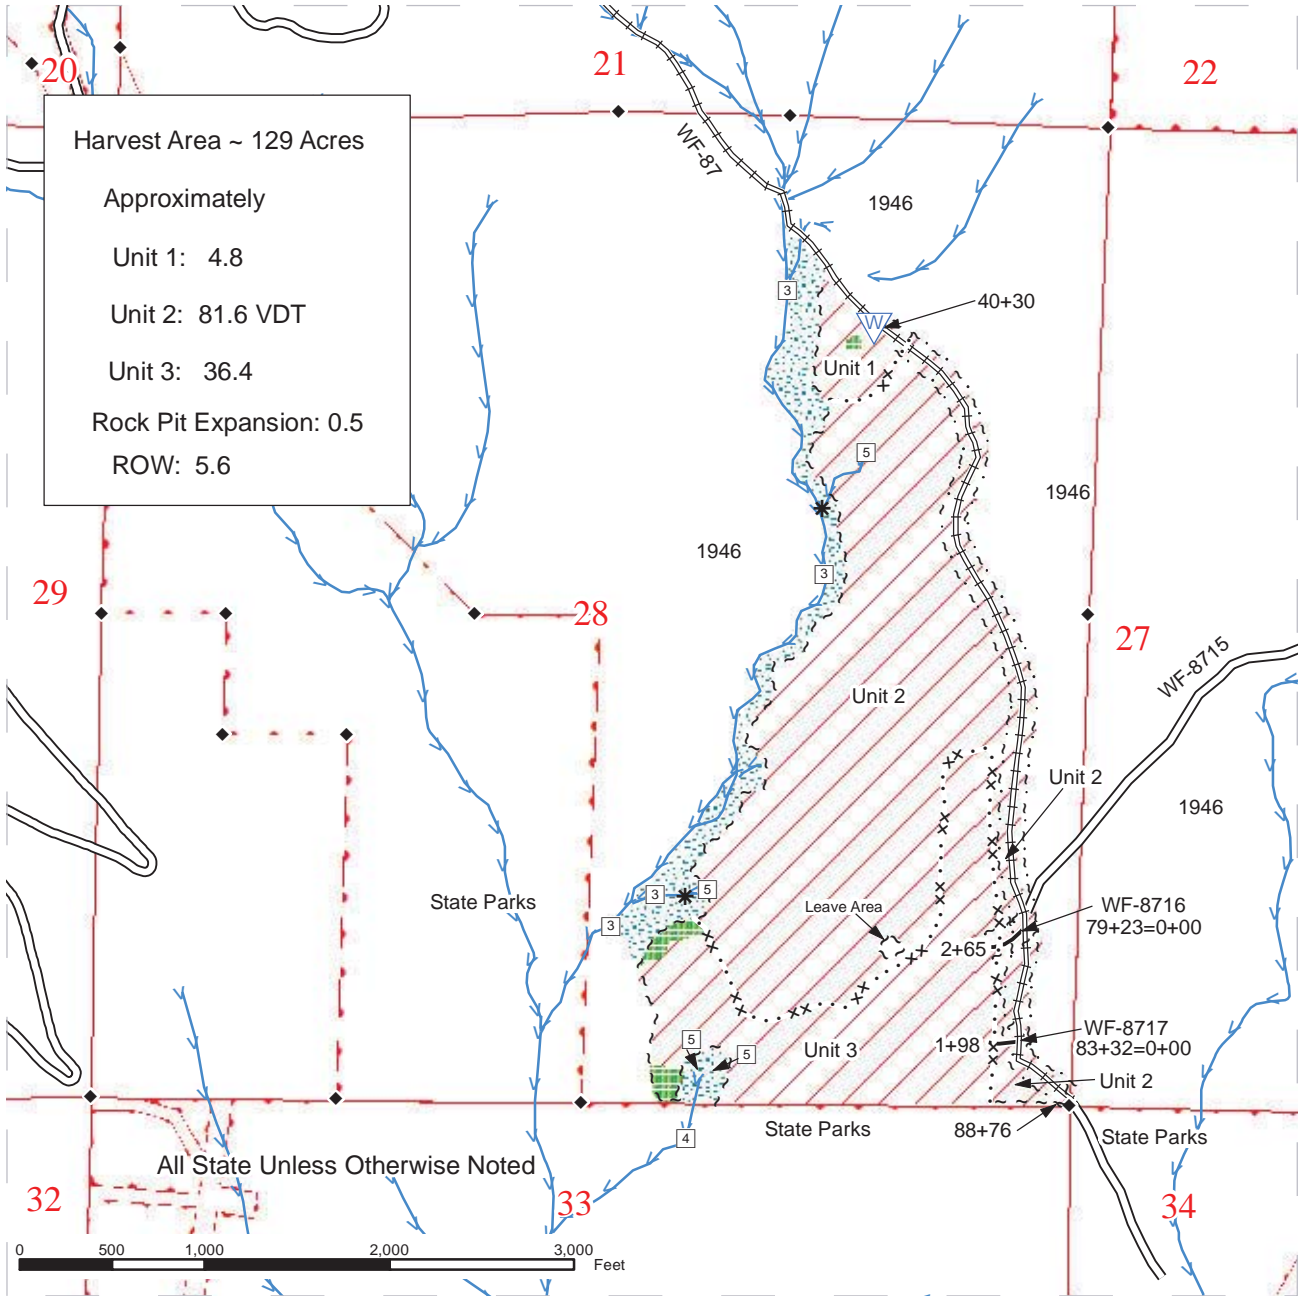 20
21
22
Harvest Area ~ 129 Acres
Approximately
Unit 1: 4.8
Unit 2: 81.6 VDT
Unit 3: 36.4
Rock Pit Expansion: 0.5
ROW: 5.6
WF-87
1946
3
W
40+30
Unit 1
5
1946
1946
3
29
28
27
WF-8715
Unit 2
Unit 2
1946
State Parks
3
5
3
Leave Area
WF-8716
79+23=0+00
2+65
WF-8717
83+32=0+00
1+98
5
5
Unit 3
Unit 2
4
State Parks
88+76
State Parks
All State Unless Otherwise Noted
32
33
34
0 500 1,000 2,000 3,000
Feet